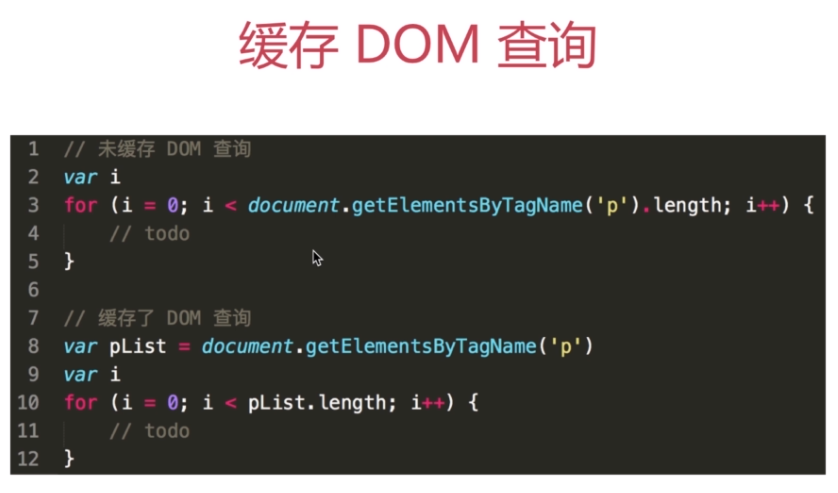 缓存 DOM 查询
1 // 未缓存 DOM 查询
2 var i
3 for (i = 0; i < document.getElementsByTagName('p').length; i++) {
4     // todo
5 }
6
7 // 缓存了 DOM 查询
8 var pList = document.getElementsByTagName('p')
9 var i
10 for (i = 0; i < pList.length; i++) {
11     // todo
12 }